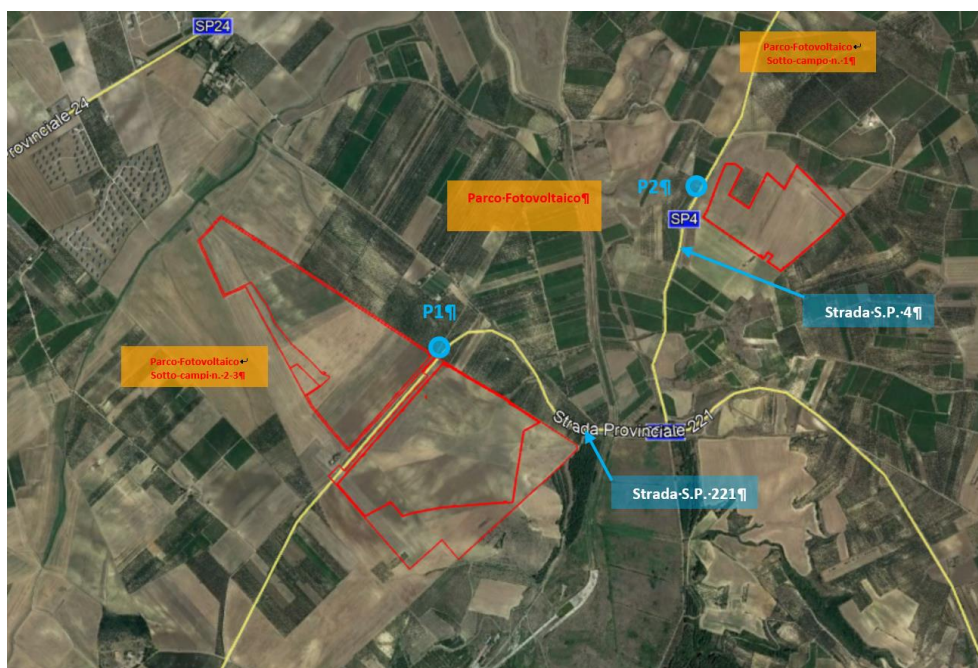 SP24
Parco·Fotovoltaico↵
Sotto-campo·n.·1¶
rovinciale 24
P2¶
Parco·Fotovoltaico¶
SP4
P1¶
Strada·S.P.·4¶
Parco·Fotovoltaico↵
Sotto-campi·n.·2-3¶
Strada Provinciale 221
Strada·S.P.·221¶